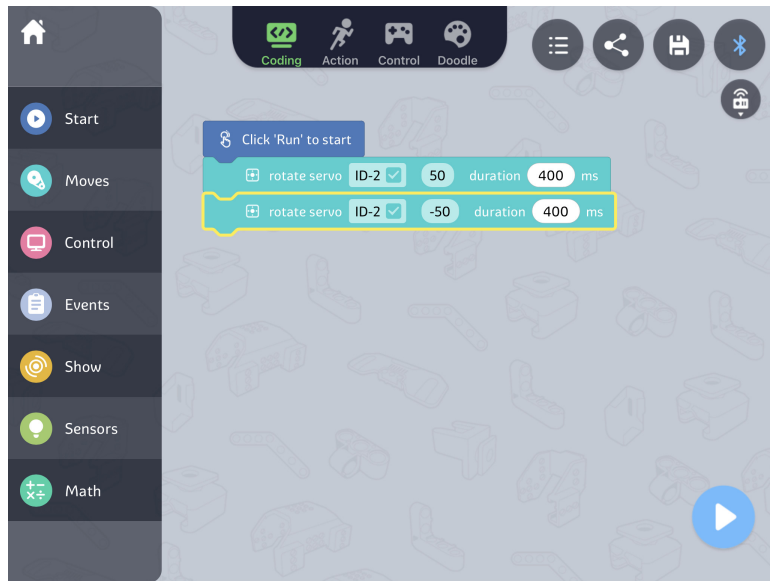 Coding Action Control Doodle
Start
Moves
Control
Events
Show
Sensors
Math
Click 'Run' to start
rotate servo ID-2 50 duration 400 ms
rotate servo ID-2 -50 duration 400 ms